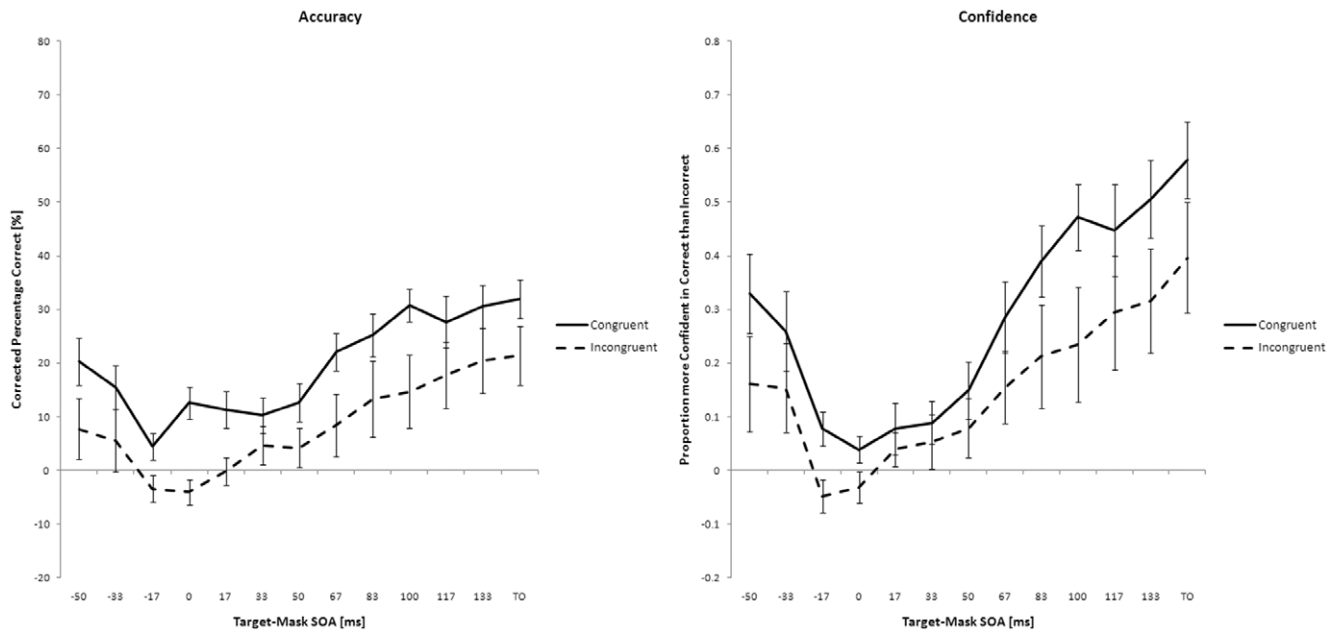 Accuracy
Corrected Percentage Correct [%]
80
70
60
50
40
30
20
10
0
-10
-20
-50 -33 -17 0 17 33 50 67 83 100 117 133 TO
Target-Mask SOA [ms]
Congruent
Incongruent
Confidence
Proportion more Confident in Correct than Incorrect
0.8
0.7
0.6
0.5
0.4
0.3
0.2
0.1
0
-0.1
-0.2
-50 -33 -17 0 17 33 50 67 83 100 117 133 TO
Target-Mask SOA [ms]
Congruent
Incongruent